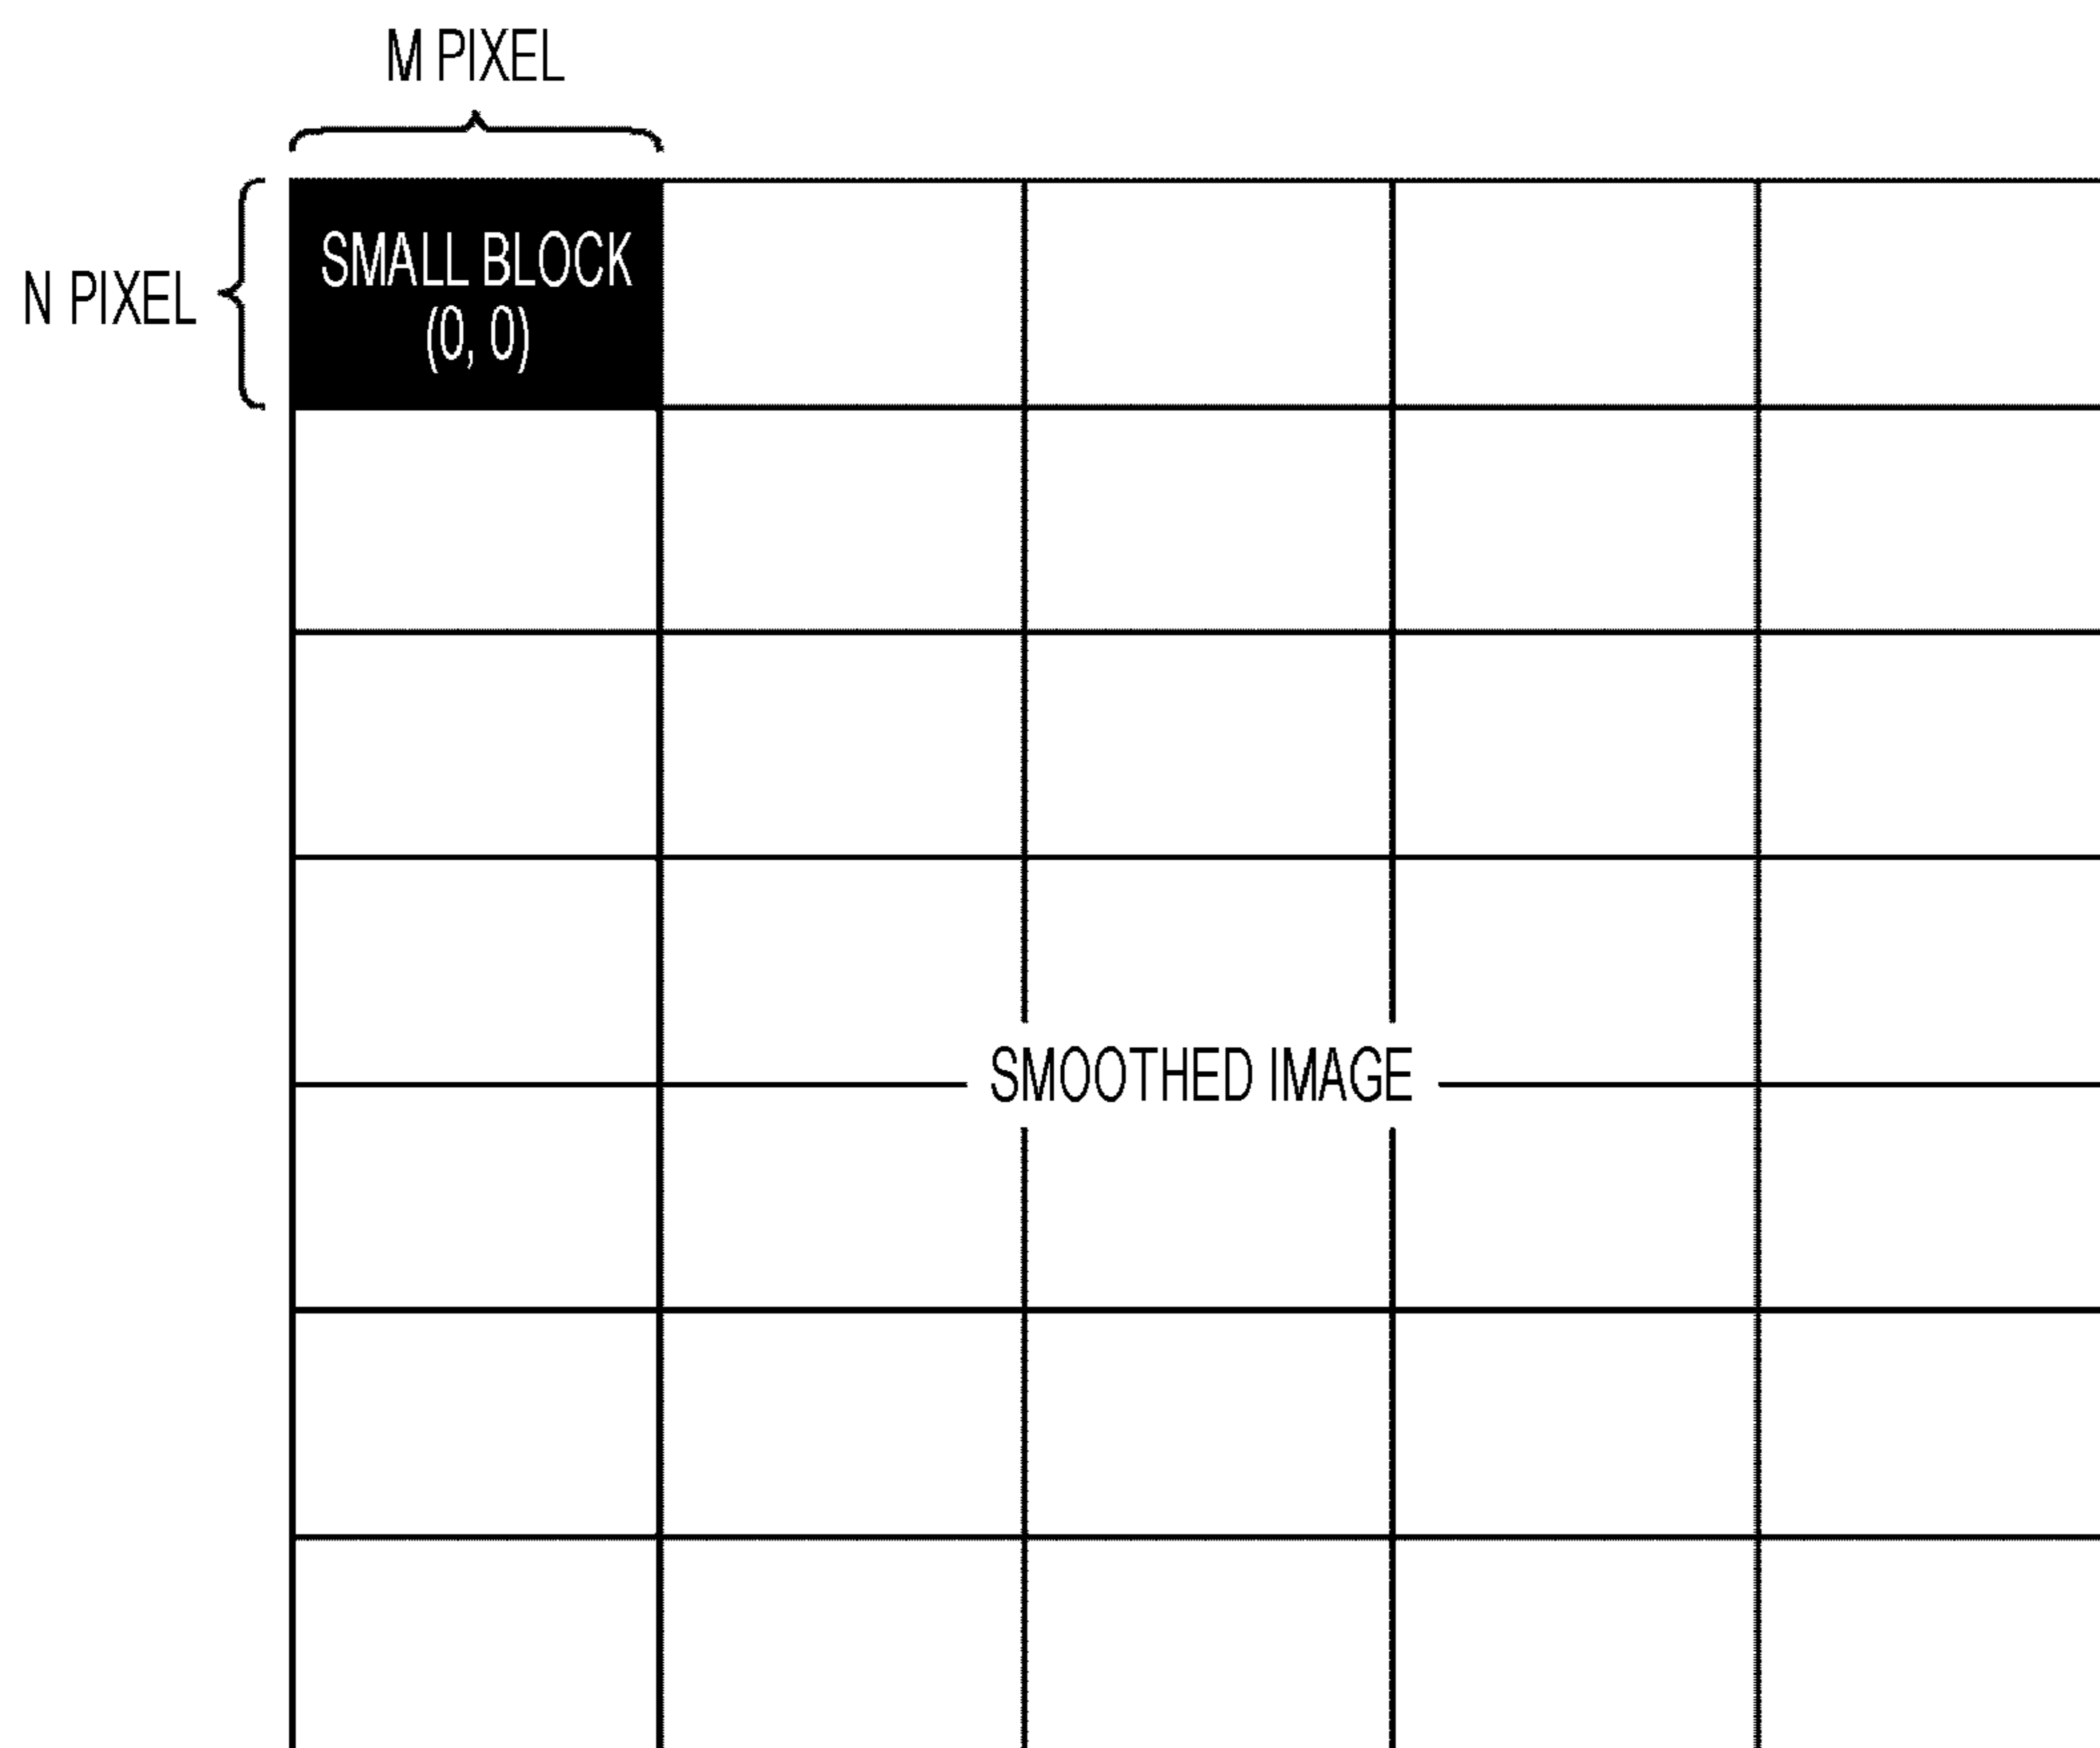 M PIXEL
N PIXEL
SMALL BLOCK
(0, 0)
SMOOTHED IMAGE